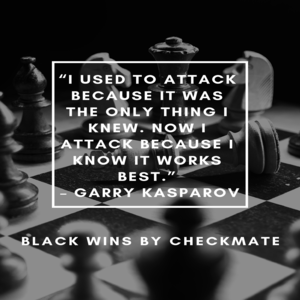 “I USED TO ATTACK
BECAUSE IT WAS
THE ONLY THING I
KNEW. NOW I
ATTACK BECAUSE I
KNOW IT WORKS
BEST.”
– GARRY KASPAROV
BLACK WINS BY CHECKMATE